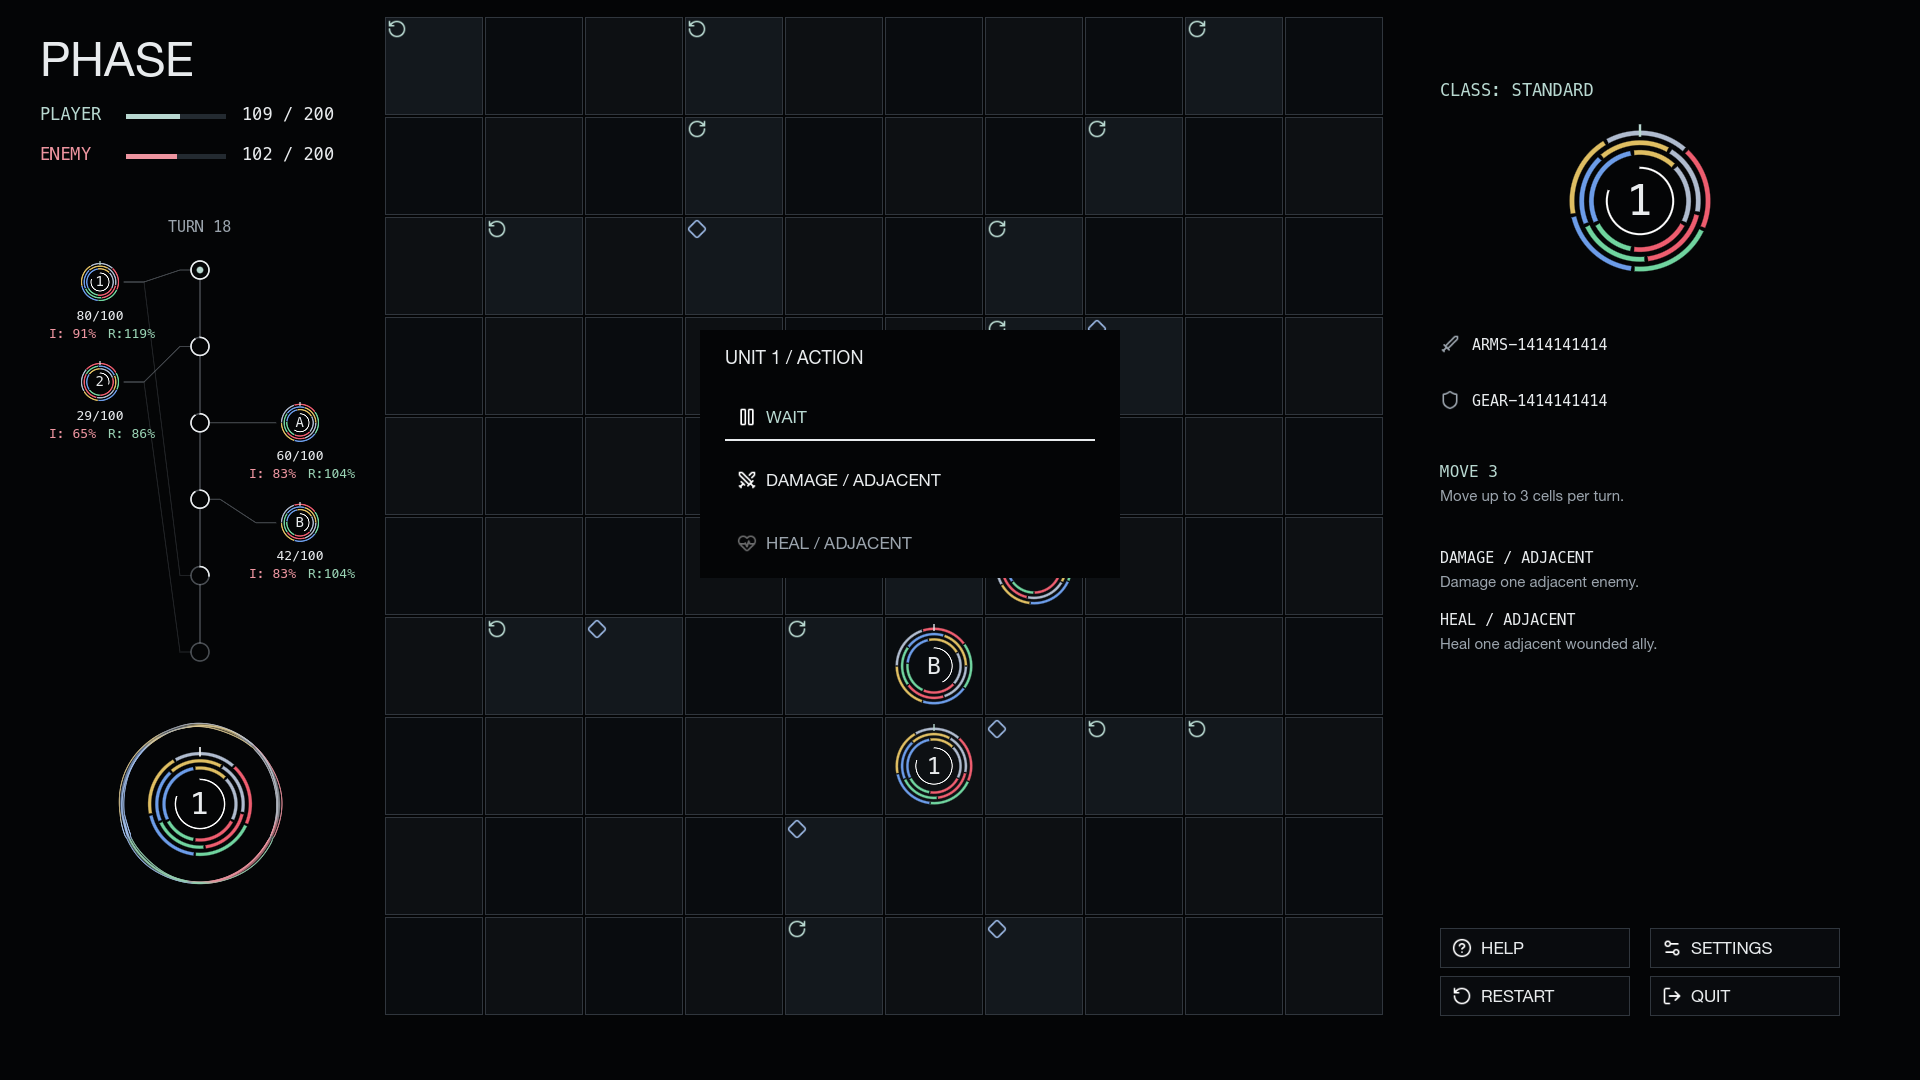 PHASE
PLAYER 109 / 200
ENEMY 102 / 200
TURN 18
1
80/100
I: 91% R:119%
2
29/100
I: 65% R: 86%
A
60/100
I: 83% R:104%
B
42/100
I: 83% R:104%
1
UNIT 1 / ACTION
WAIT
DAMAGE / ADJACENT
HEAL / ADJACENT
B
1
CLASS: STANDARD
1
ARMS-1414141414
GEAR-1414141414
MOVE 3
Move up to 3 cells per turn.
DAMAGE / ADJACENT
Damage one adjacent enemy.
HEAL / ADJACENT
Heal one adjacent wounded ally.
HELP
SETTINGS
RESTART
QUIT